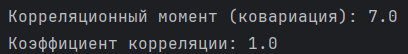 Корреляционный момент (ковариация): 7.0
Коэффициент корреляции: 1.0